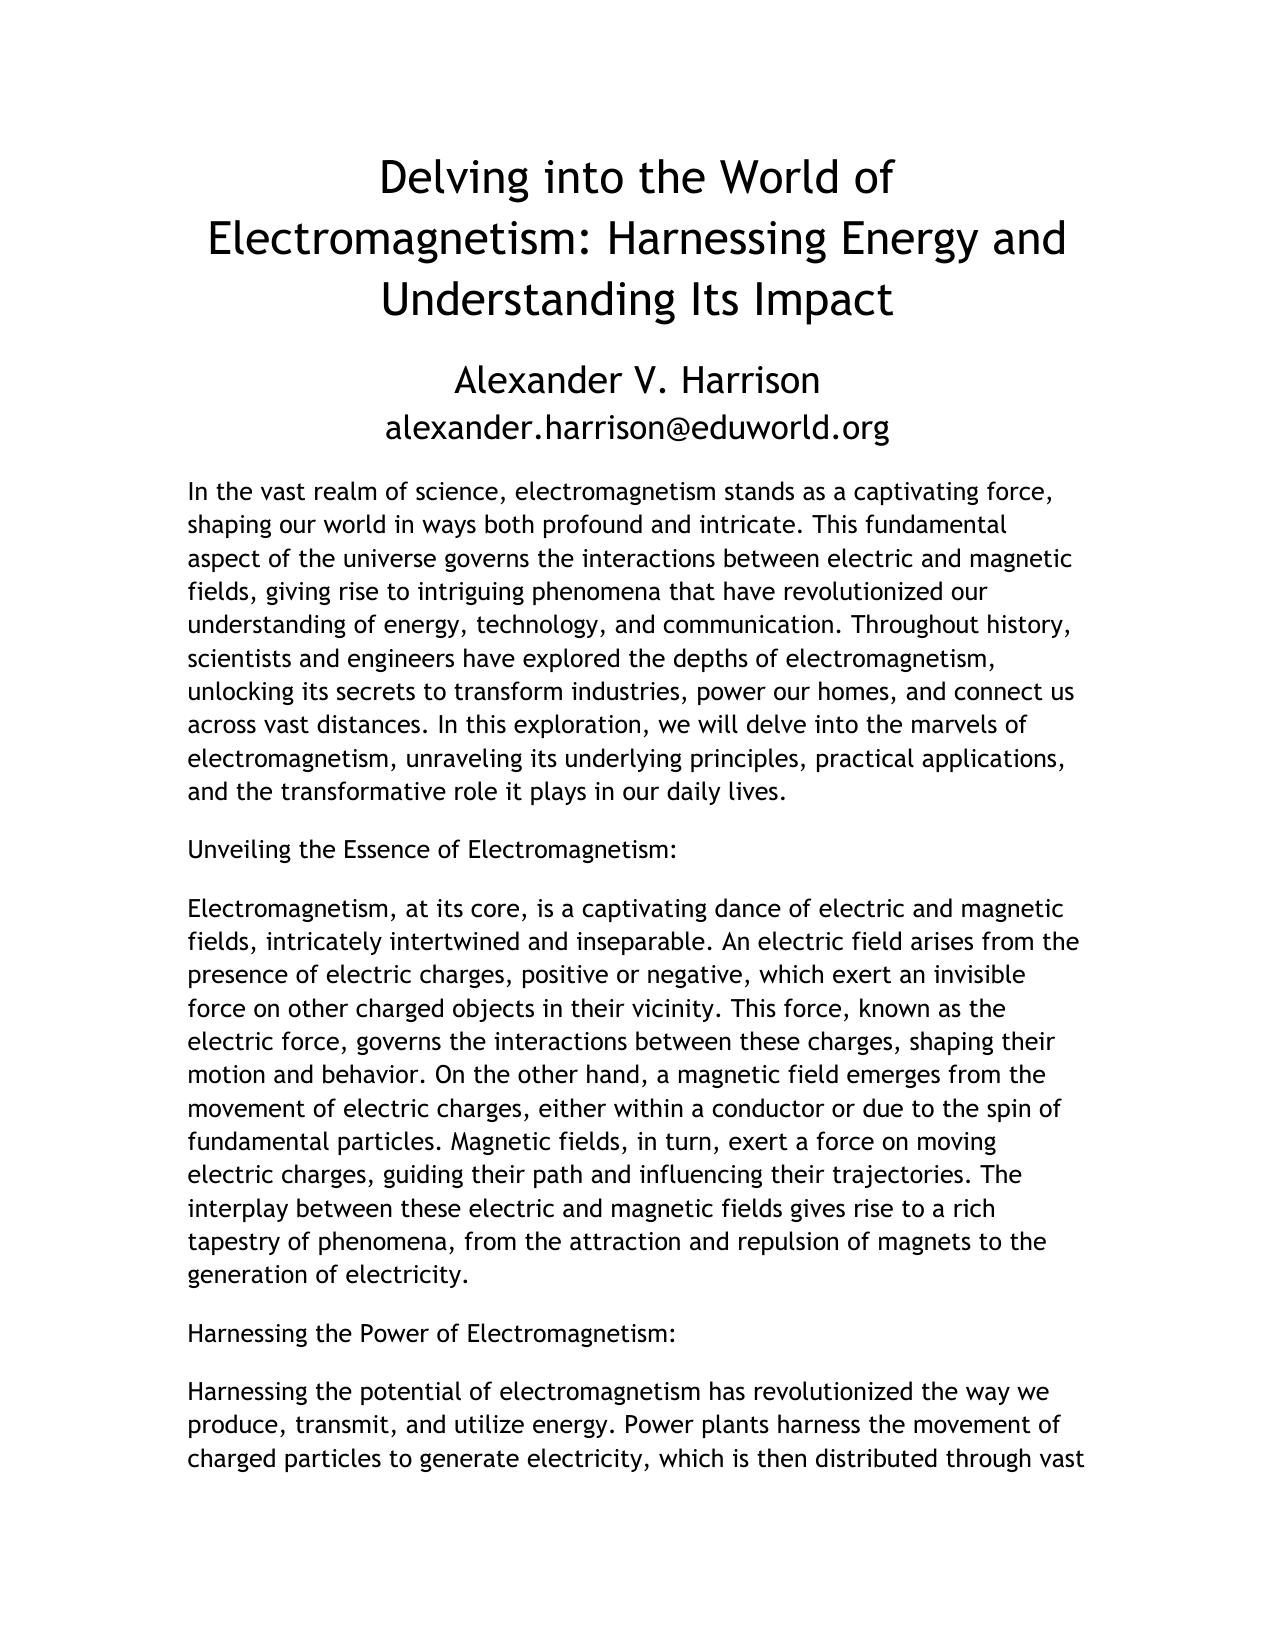 Delving into the World of
Electromagnetism: Harnessing Energy and
Understanding Its Impact
Alexander V. Harrison
alexander.harrison@eduworld.org
In the vast realm of science, electromagnetism stands as a captivating force,
shaping our world in ways both profound and intricate. This fundamental
aspect of the universe governs the interactions between electric and magnetic
fields, giving rise to intriguing phenomena that have revolutionized our
understanding of energy, technology, and communication. Throughout history,
scientists and engineers have explored the depths of electromagnetism,
unlocking its secrets to transform industries, power our homes, and connect us
across vast distances. In this exploration, we will delve into the marvels of
electromagnetism, unraveling its underlying principles, practical applications,
and the transformative role it plays in our daily lives.
Unveiling the Essence of Electromagnetism:
Electromagnetism, at its core, is a captivating dance of electric and magnetic
fields, intricately intertwined and inseparable. An electric field arises from the
presence of electric charges, positive or negative, which exert an invisible
force on other charged objects in their vicinity. This force, known as the
electric force, governs the interactions between these charges, shaping their
motion and behavior. On the other hand, a magnetic field emerges from the
movement of electric charges, either within a conductor or due to the spin of
fundamental particles. Magnetic fields, in turn, exert a force on moving
electric charges, guiding their path and influencing their trajectories. The
interplay between these electric and magnetic fields gives rise to a rich
tapestry of phenomena, from the attraction and repulsion of magnets to the
generation of electricity.
Harnessing the Power of Electromagnetism:
Harnessing the potential of electromagnetism has revolutionized the way we
produce, transmit, and utilize energy. Power plants harness the movement of
charged particles to generate electricity, which is then distributed through vast